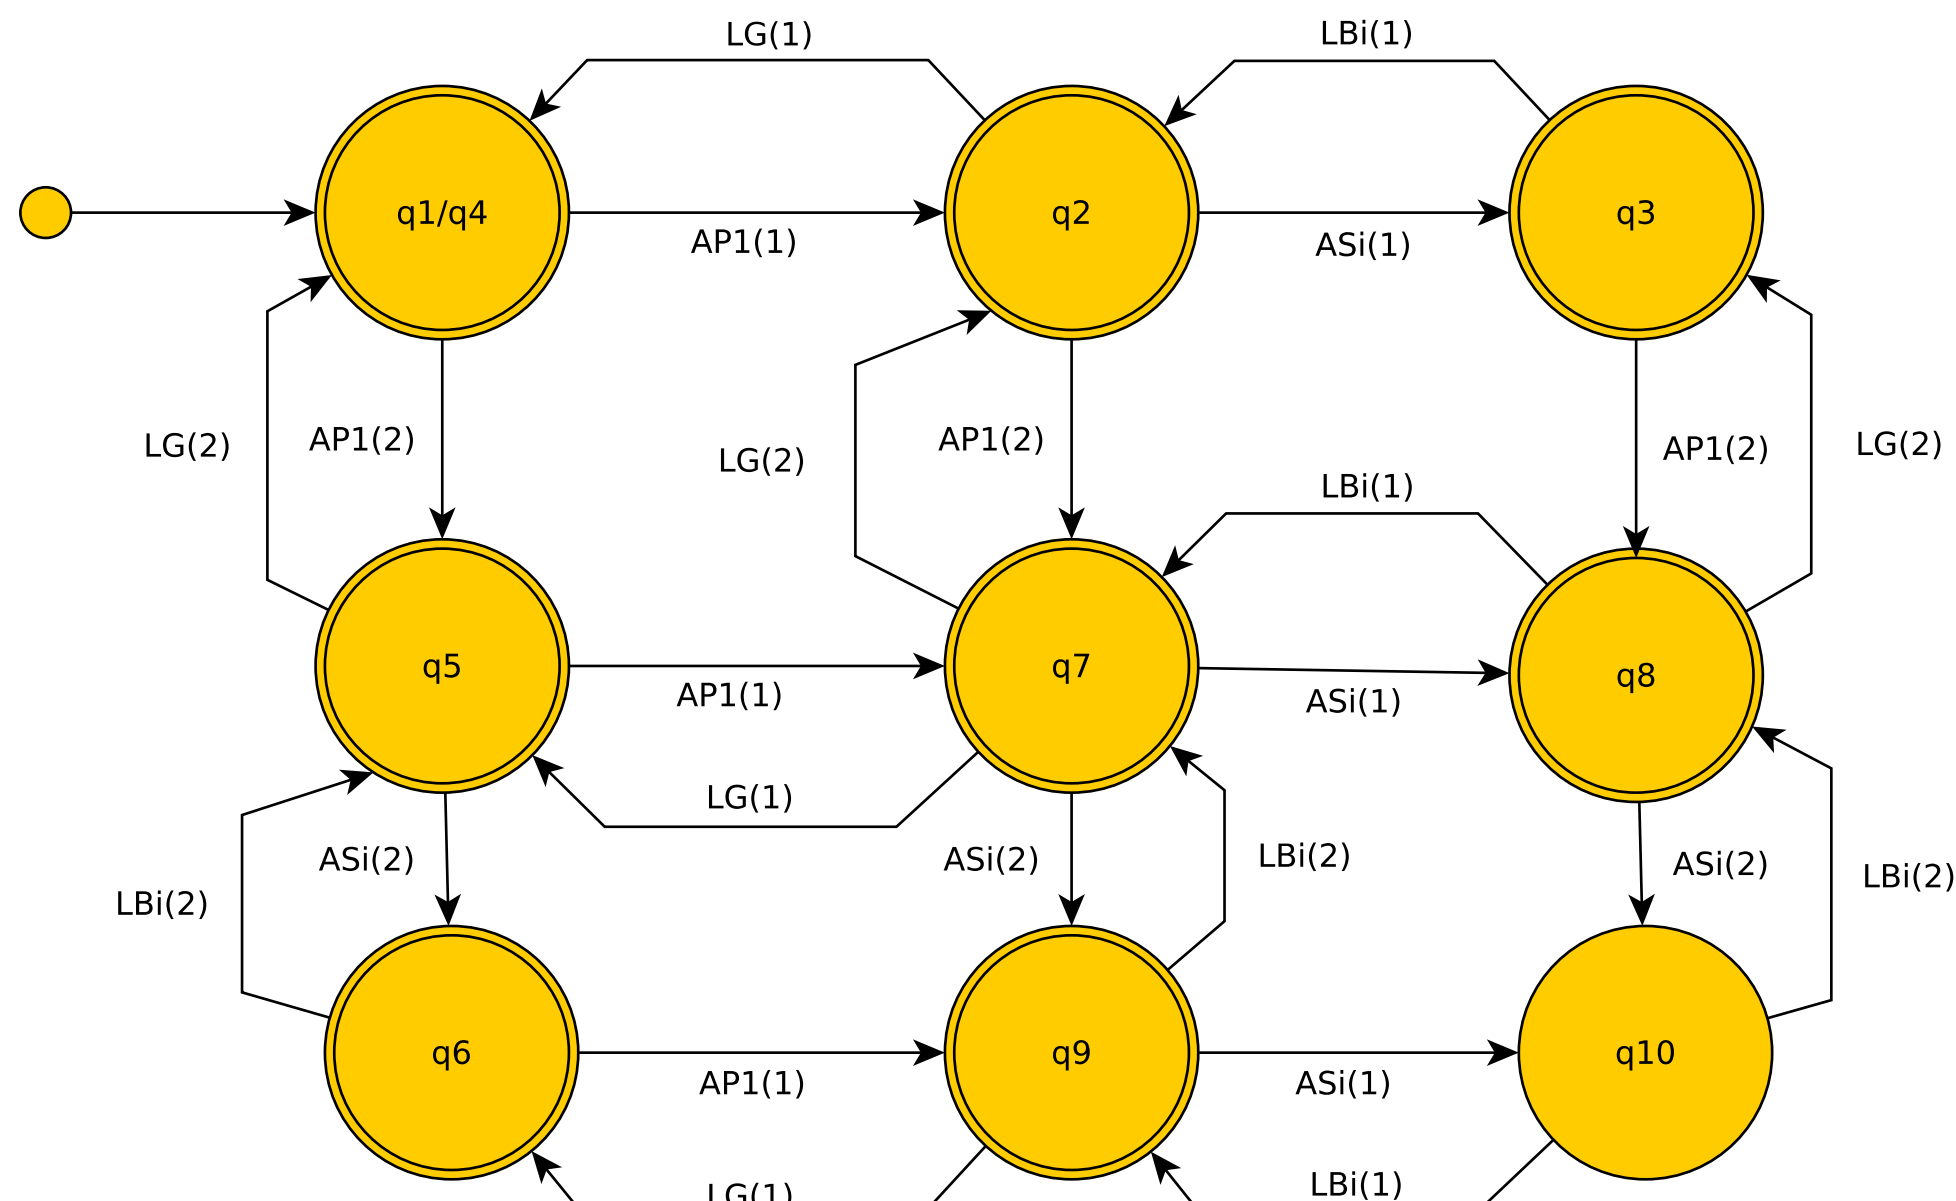 LG(1)
LBi(1)
q1/q4
q2
q3
AP1(1)
ASi(1)
LG(2)
AP1(2)
LG(2)
AP1(2)
AP1(2)
LG(2)
LBi(1)
q5
q7
q8
AP1(1)
ASi(1)
LG(1)
LBi(2)
ASi(2)
ASi(2)
LBi(2)
ASi(2)
LBi(2)
q6
q9
q10
AP1(1)
ASi(1)
LG(1)
LBi(1)